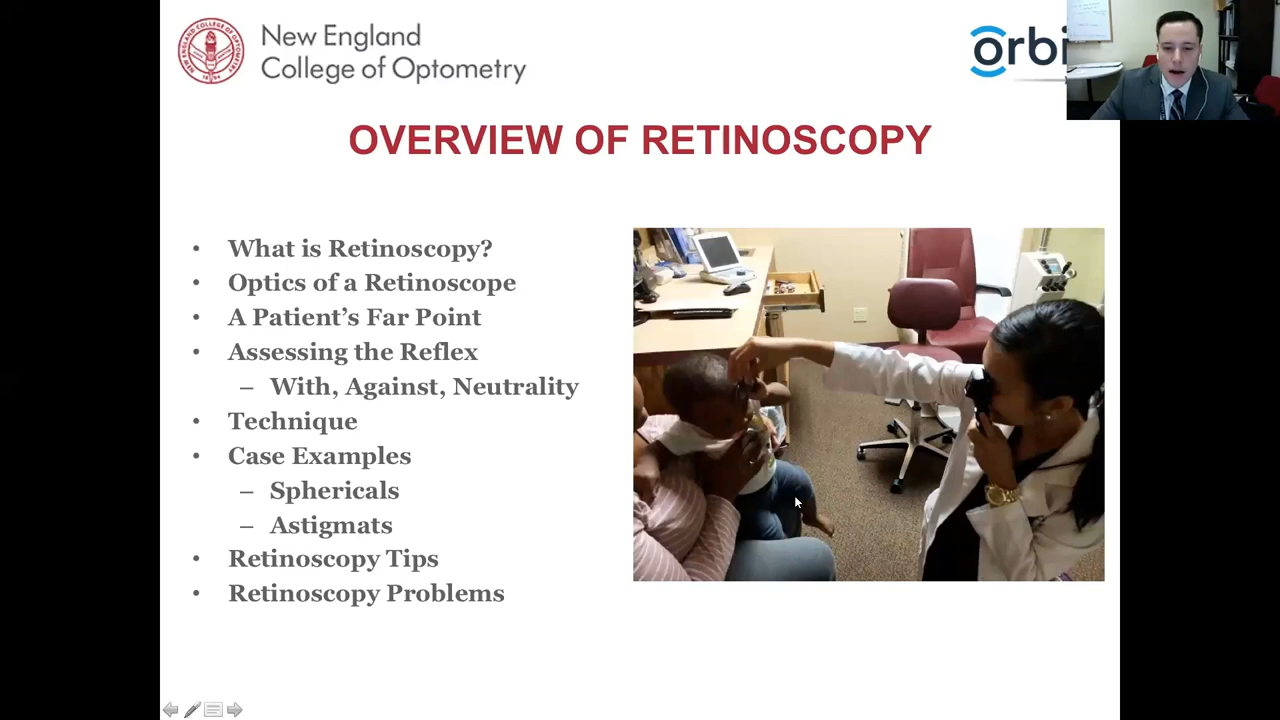 New England
College of Optometry
orbi
OVERVIEW OF RETINOSCOPY
• What is Retinoscopy?
• Optics of a Retinoscope
• A Patient's Far Point
• Assessing the Reflex
– With, Against, Neutrality
• Technique
• Case Examples
– Sphericals
– Astigmats
• Retinoscopy Tips
• Retinoscopy Problems